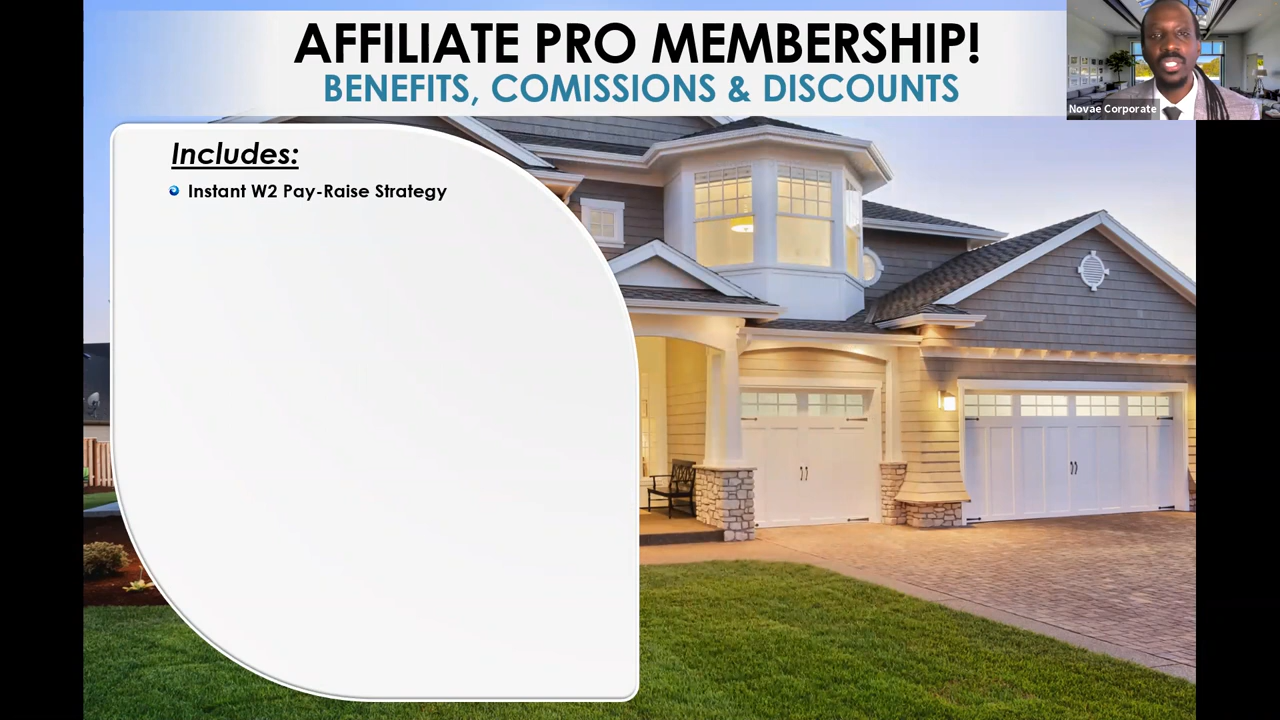 AFFILIATE PRO MEMBERSHIP!
BENEFITS, COMISSIONS & DISCOUNTS
Novae Corporate
Includes:
Instant W2 Pay-Raise Strategy